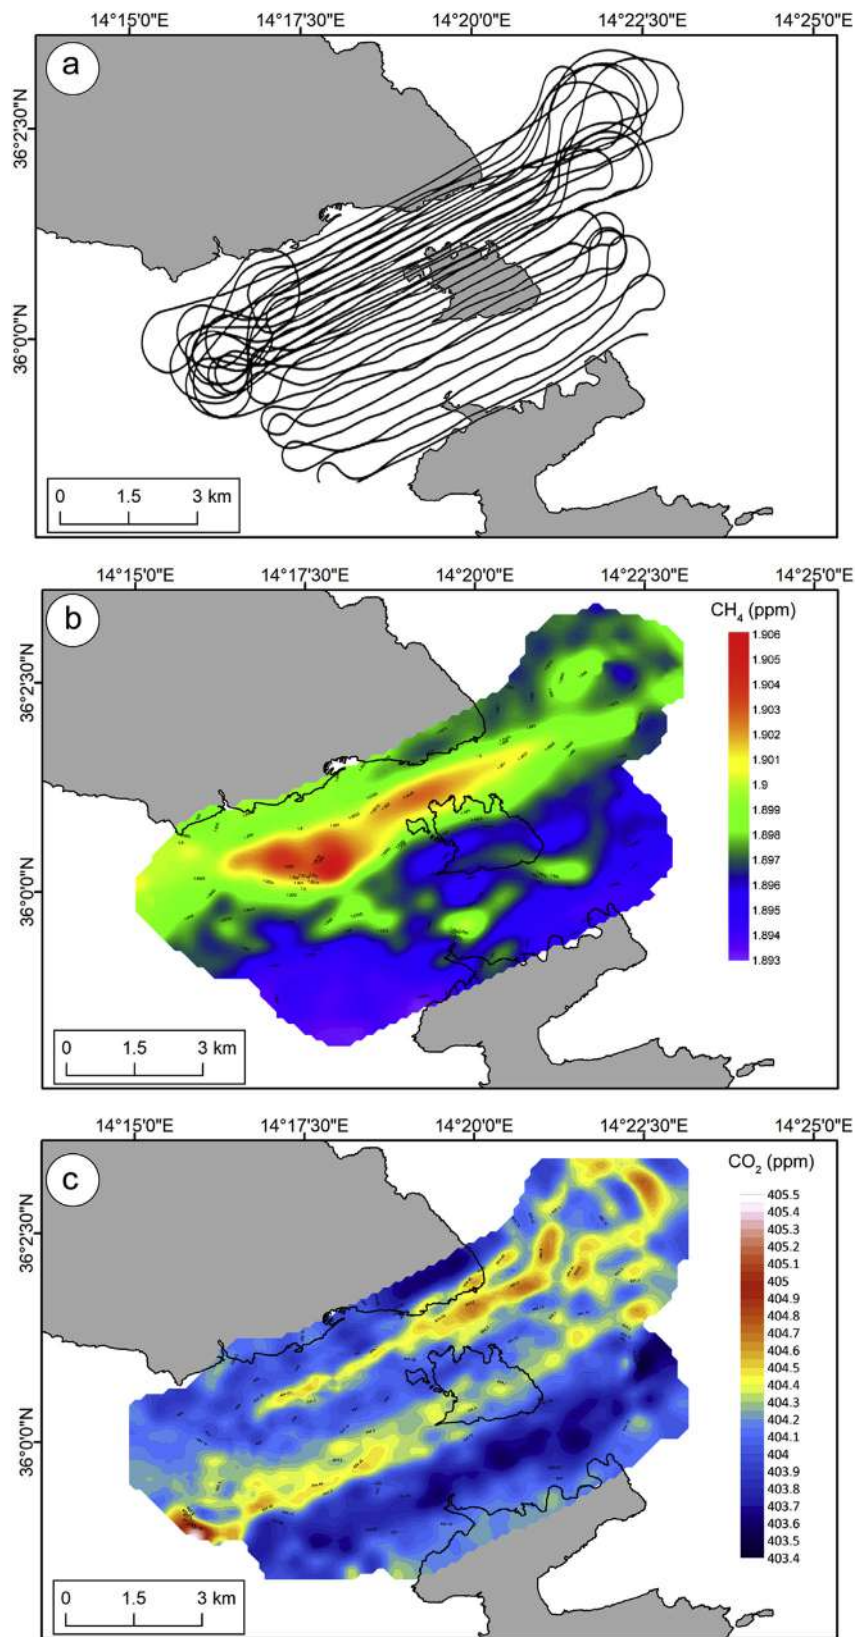 14°15'0"E 14°17'30"E 14°20'0"E 14°22'30"E 14°25'0"E
a
36°2'30"N
36°0'0"N
0 1.5 3 km
14°15'0"E 14°17'30"E 14°20'0"E 14°22'30"E 14°25'0"E
b
CH₄ (ppm)
1.906
1.905
1.904
1.903
1.902
1.901
1.9
1.899
1.898
1.897
1.896
1.895
1.894
1.893
36°2'30"N
36°0'0"N
0 1.5 3 km
14°15'0"E 14°17'30"E 14°20'0"E 14°22'30"E 14°25'0"E
c
CO₂ (ppm)
405.5
405.4
405.3
405.2
405.1
405
404.9
404.8
404.7
404.6
404.5
404.4
404.3
404.2
404.1
404
403.9
403.8
403.7
403.6
403.5
403.4
36°2'30"N
36°0'0"N
0 1.5 3 km